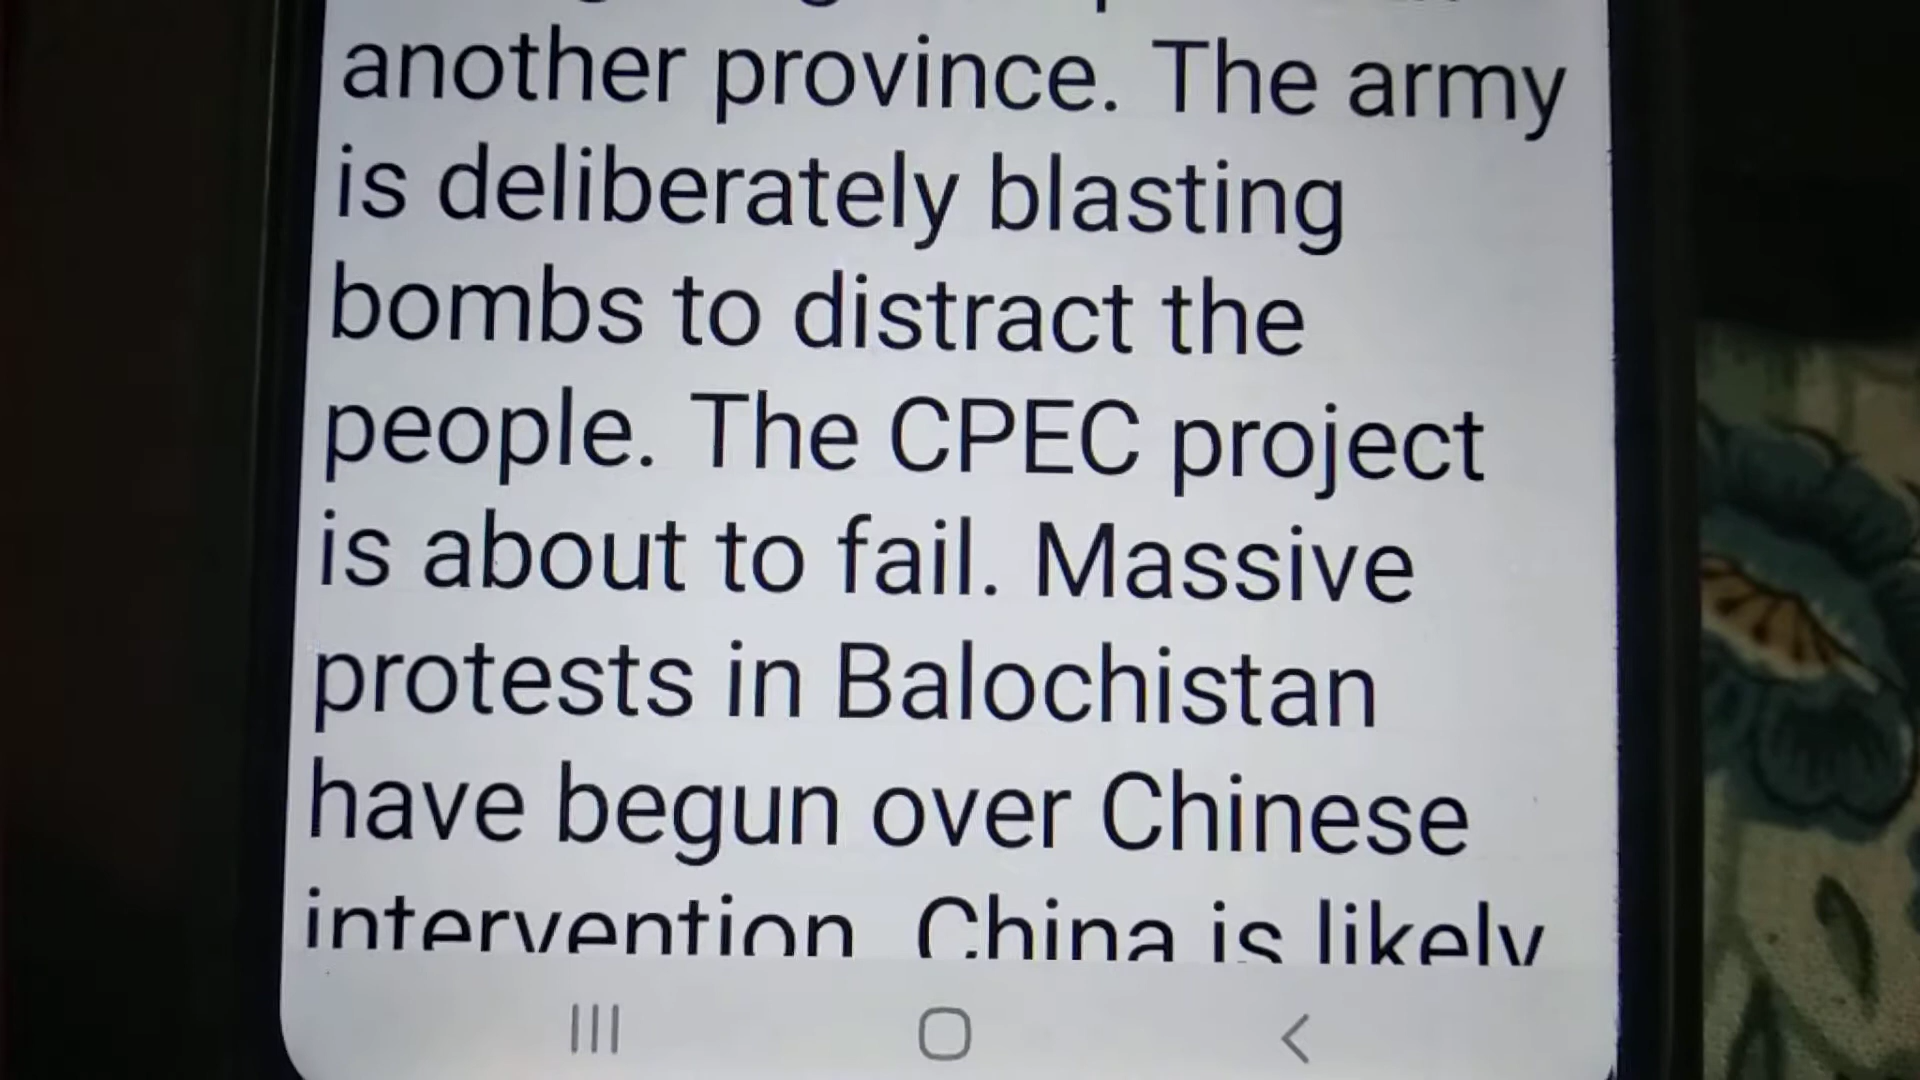 another province. The army
is deliberately blasting
bombs to distract the
people. The CPEC project
is about to fail. Massive
protests in Balochistan
have begun over Chinese
intervention China is likely